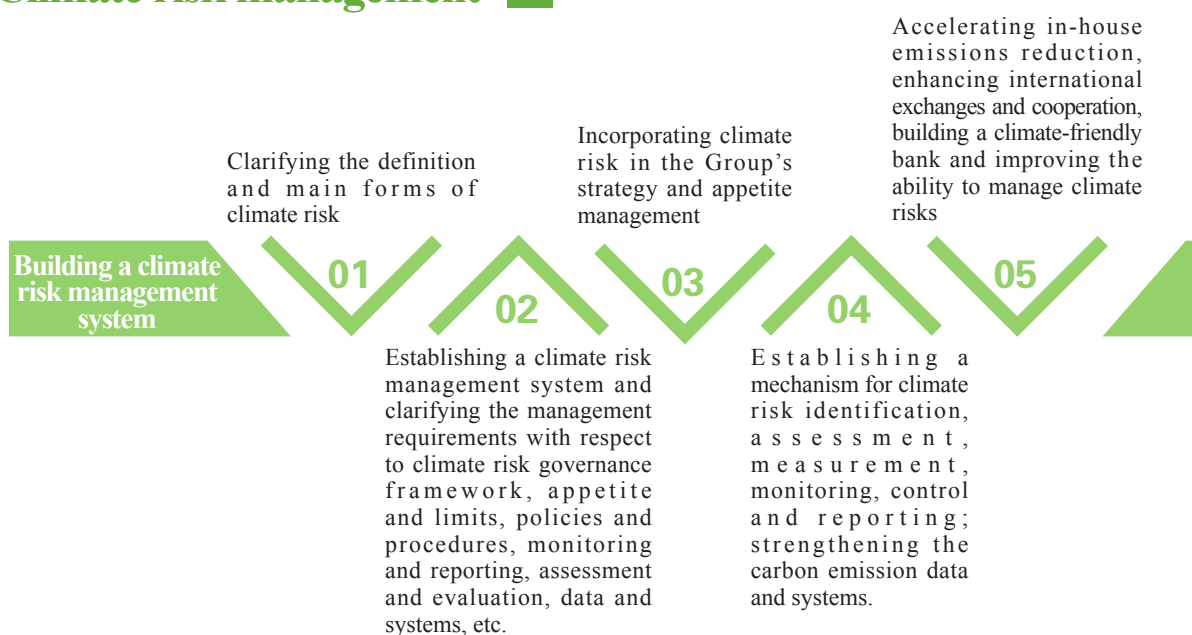 Climate risk management
Building a climate
risk management
system
01
Clarifying the definition
and main forms of
climate risk
02
Establishing a climate risk
management system and
clarifying the management
requirements with respect
to climate risk governance
framework, appetite
and limits, policies and
procedures, monitoring
and reporting, assessment
and evaluation, data and
systems, etc.
03
Incorporating climate
risk in the Group's
strategy and appetite
management
04
Establishing a
mechanism for climate
risk identification,
assessment,
measurement,
monitoring, control
and reporting;
strengthening the
carbon emission data
and systems.
05
Accelerating in-house
emissions reduction,
enhancing international
exchanges and cooperation,
building a climate-friendly
bank and improving the
ability to manage climate
risks